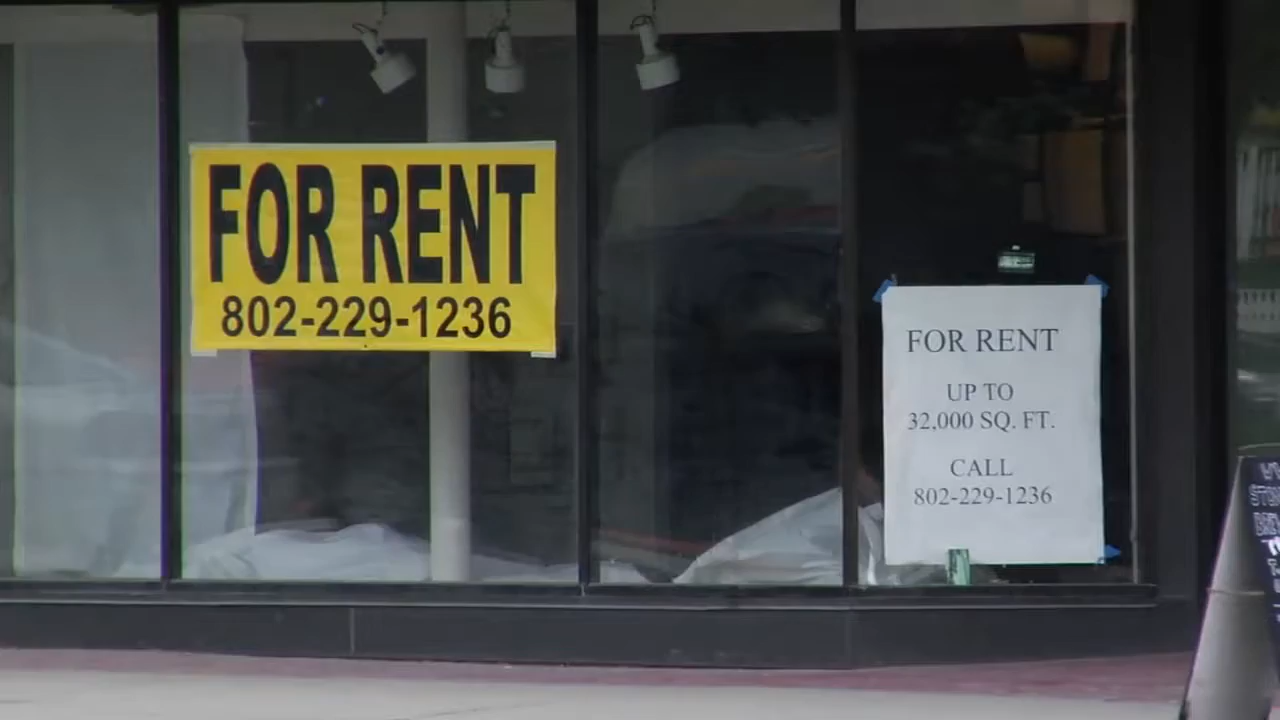 FOR RENT
802-229-1236
FOR RENT
UP TO
32,000 SQ. FT.
CALL
802-229-1236